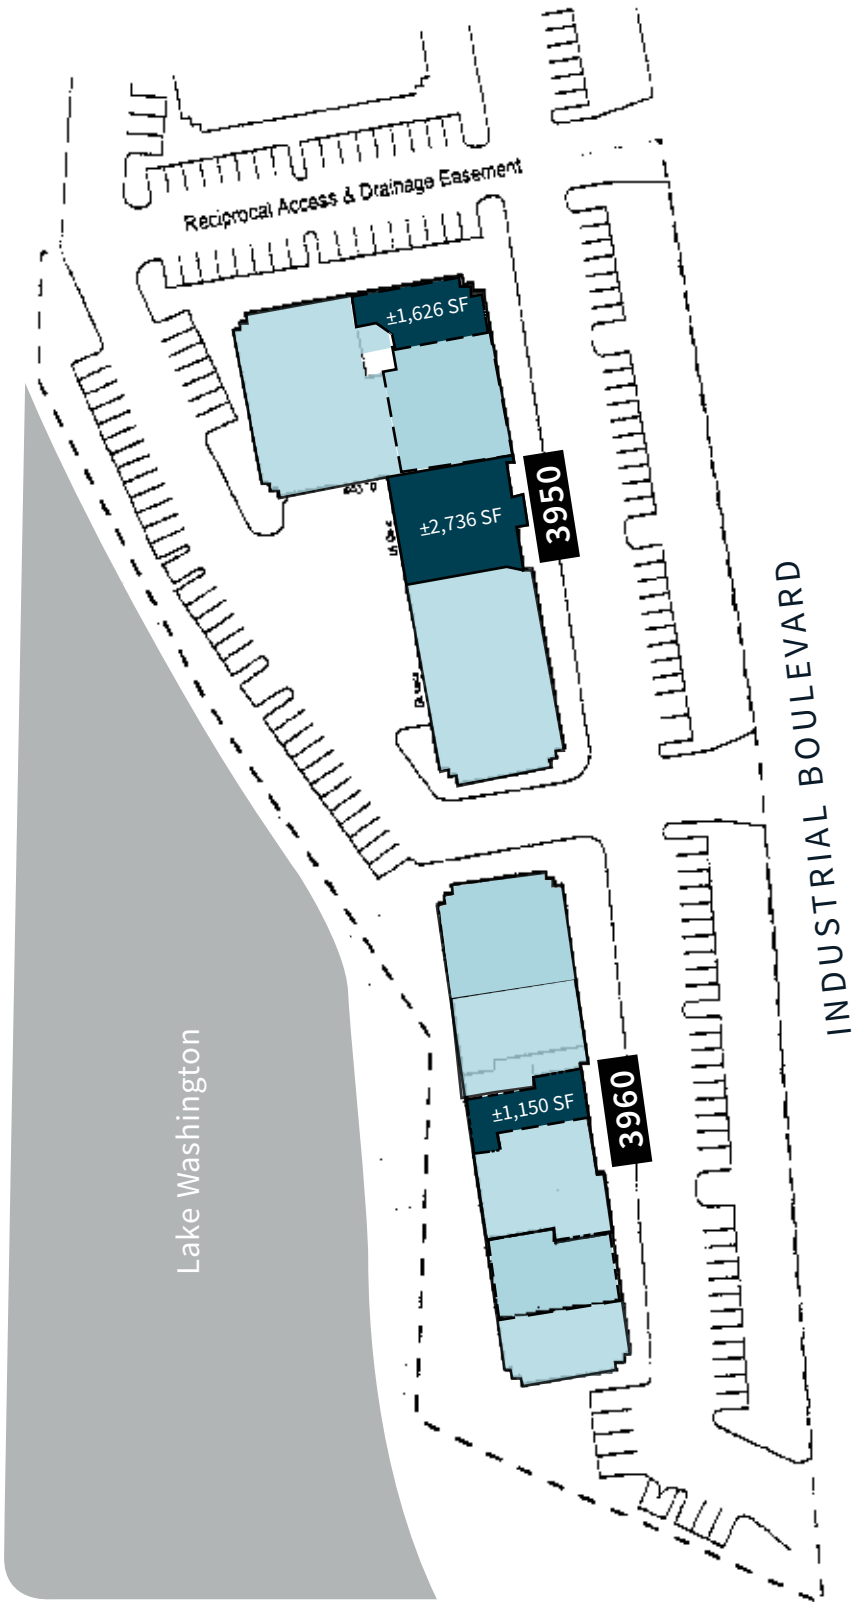 Reciprocal Access & Drainage Easement
±1,626 SF
±2,736 SF
3950
INDUSTRIAL BOULEVARD
±1,150 SF
3960
Lake Washington